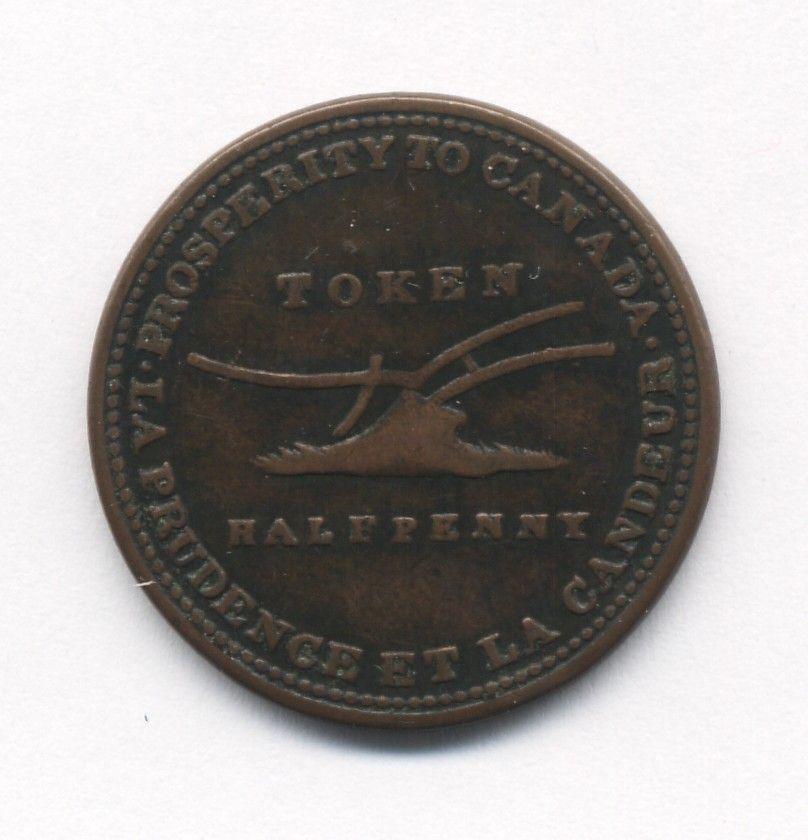 · PROSPERITY TO CANADA ·
TOKEN
HALFPENNY
LA PRUDENCE ET LA CANDEUR